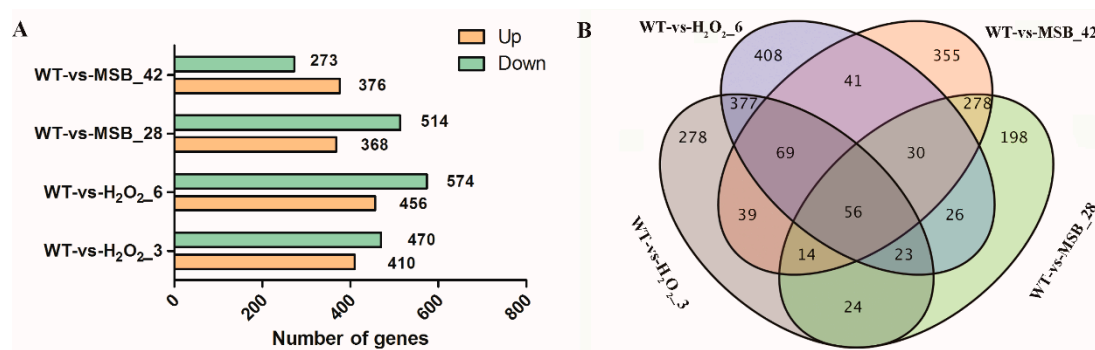 A
Up
Down
WT-vs-MSB_42
273
376
WT-vs-MSB_28
514
368
WT-vs-H₂O₂_6
574
456
WT-vs-H₂O₂_3
470
410
0
200
400
600
800
Number of genes
B
WT-vs-H₂O₂_6
WT-vs-MSB_42
408
355
41
377
278
278
198
69
30
39
56
26
14
23
24
WT-vs-H₂O₂_3
WT-vs-MSB_28